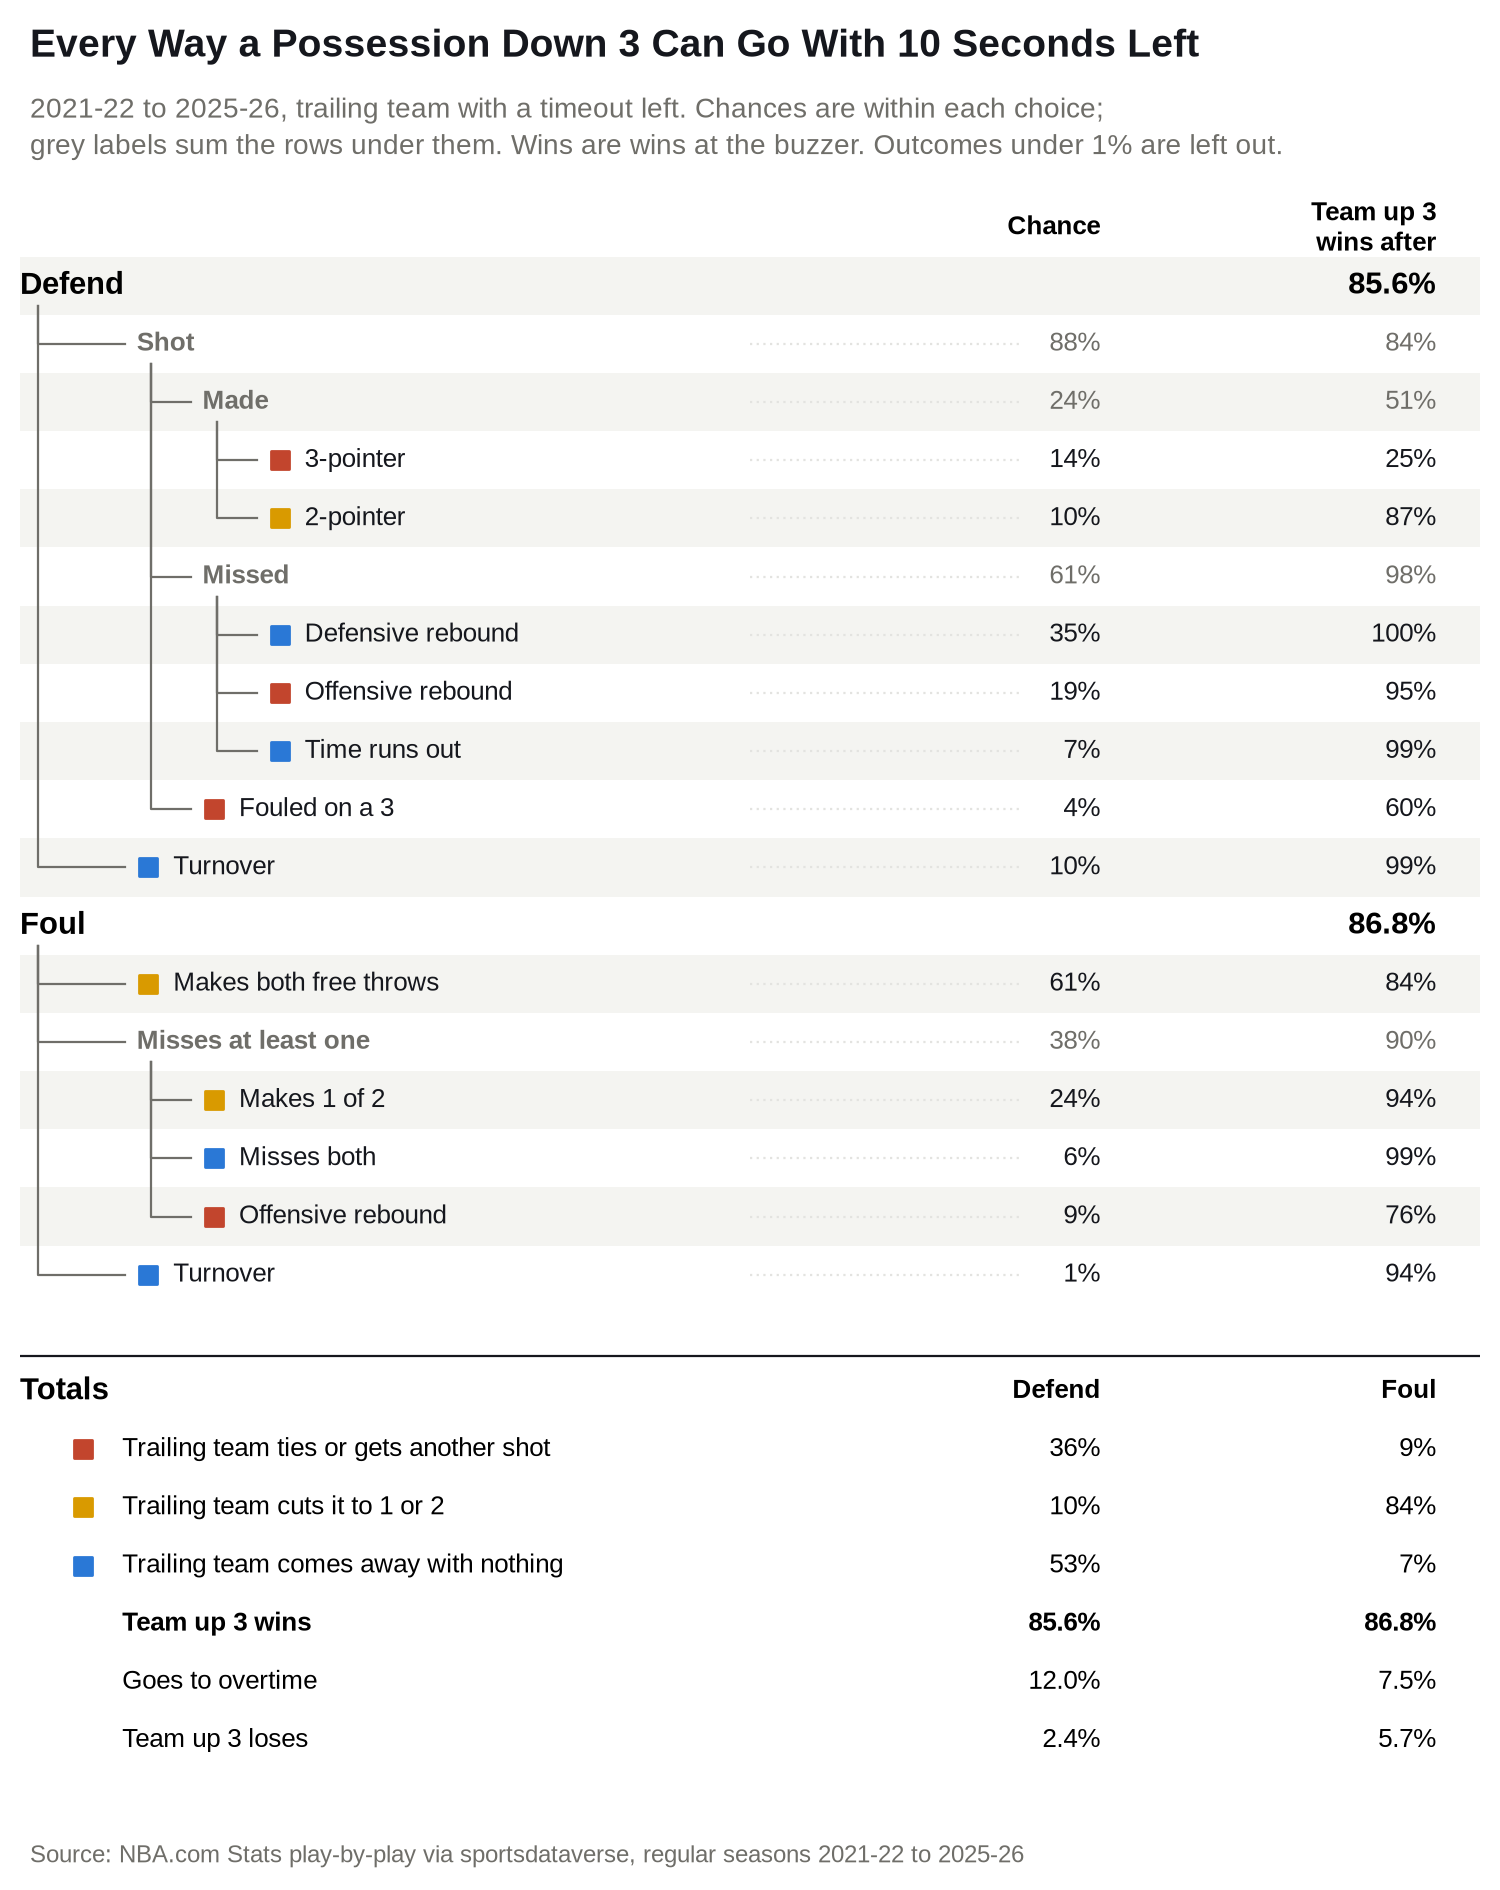 Every Way a Possession Down 3 Can Go With 10 Seconds Left
2021-22 to 2025-26, trailing team with a timeout left. Chances are within each choice;
grey labels sum the rows under them. Wins are wins at the buzzer. Outcomes under 1% are left out.
Chance Team up 3
wins after
Defend 85.6%
Shot 88% 84%
Made 24% 51%
3-pointer 14% 25%
2-pointer 10% 87%
Missed 61% 98%
Defensive rebound 35% 100%
Offensive rebound 19% 95%
Time runs out 7% 99%
Fouled on a 3 4% 60%
Turnover 10% 99%
Foul 86.8%
Makes both free throws 61% 84%
Misses at least one 38% 90%
Makes 1 of 2 24% 94%
Misses both 6% 99%
Offensive rebound 9% 76%
Turnover 1% 94%
Totals Defend Foul
Trailing team ties or gets another shot 36% 9%
Trailing team cuts it to 1 or 2 10% 84%
Trailing team comes away with nothing 53% 7%
Team up 3 wins 85.6% 86.8%
Goes to overtime 12.0% 7.5%
Team up 3 loses 2.4% 5.7%
Source: NBA.com Stats play-by-play via sportsdataverse, regular seasons 2021-22 to 2025-26